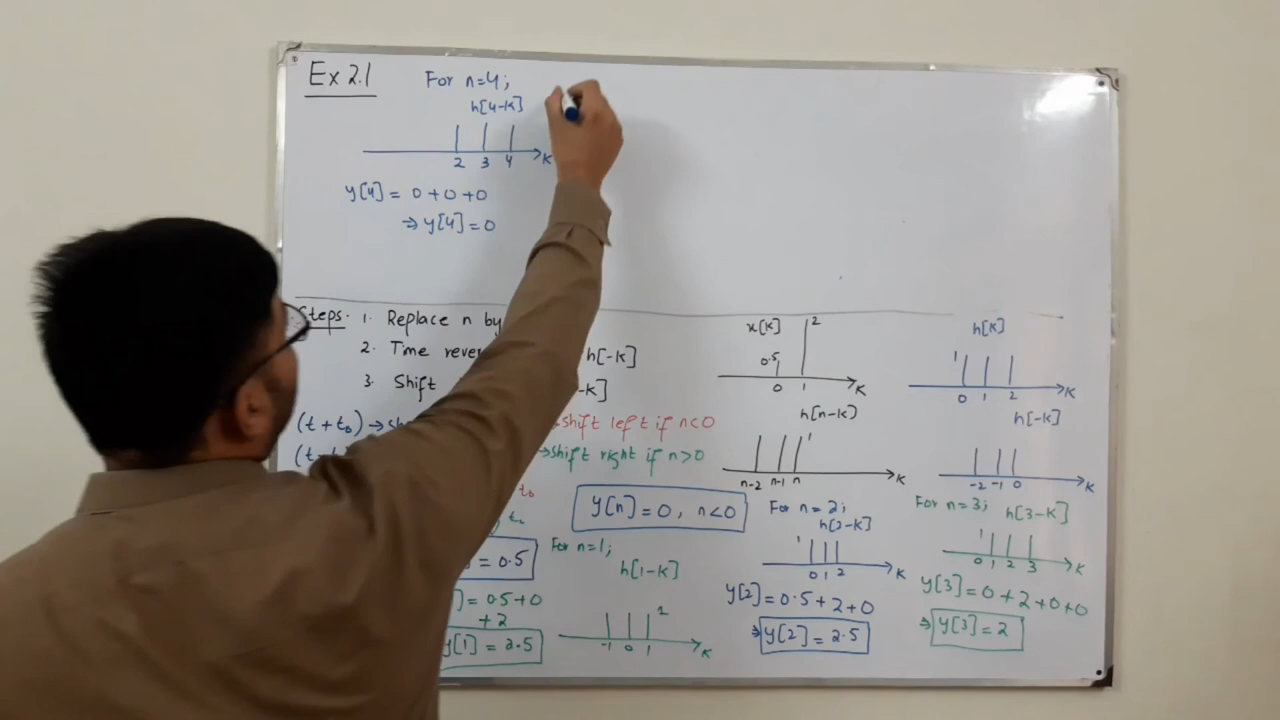 Ex 2.1
For n=4;
h[4-k]
2 3 4 k
y[4] = 0+0+0
⇒ y[4] = 0
Steps. 1. Replace n by
2. Time rever h[-k]
3. Shift -k]
(t + t₀) →
shift left if n<0
→shift right if n>0
t₀
t₀
= 0.5
= 0.5+0
+2
y[1] = 2.5
y[n] = 0, n<0
For n=1;
h[1-k]
-1 0 1 k
x[k] 2
0.5
0 1 k
h[n-k]
1
n-2 n-1 n k
For n=2;
h[2-k]
1
0 1 2 k
y[2] = 0.5+2+0
⇒ y[2] = 2.5
h[k]
1
0 1 2 k
h[-k]
-2 -1 0 k
For n=3; h[3-k]
1
0 1 2 3 k
y[3] = 0+2+0+0
⇒ y[3] = 2